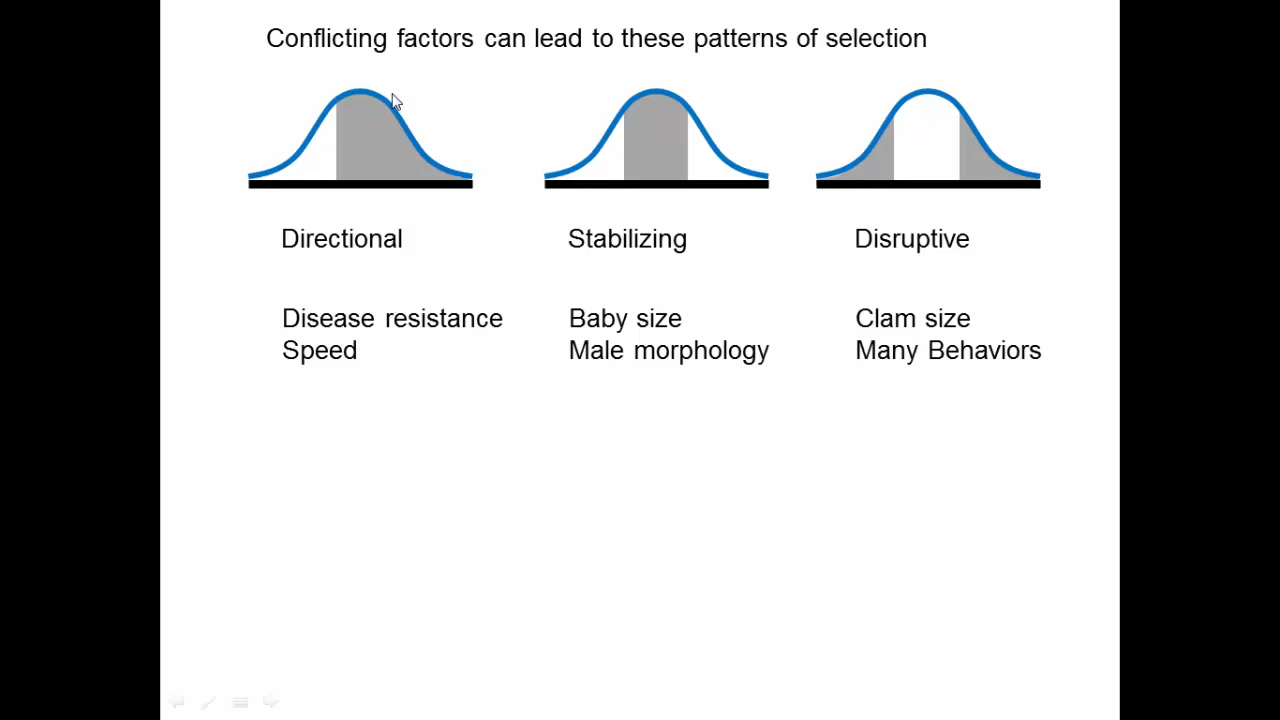 Conflicting factors can lead to these patterns of selection
Directional
Stabilizing
Disruptive
Disease resistance
Speed
Baby size
Male morphology
Clam size
Many Behaviors